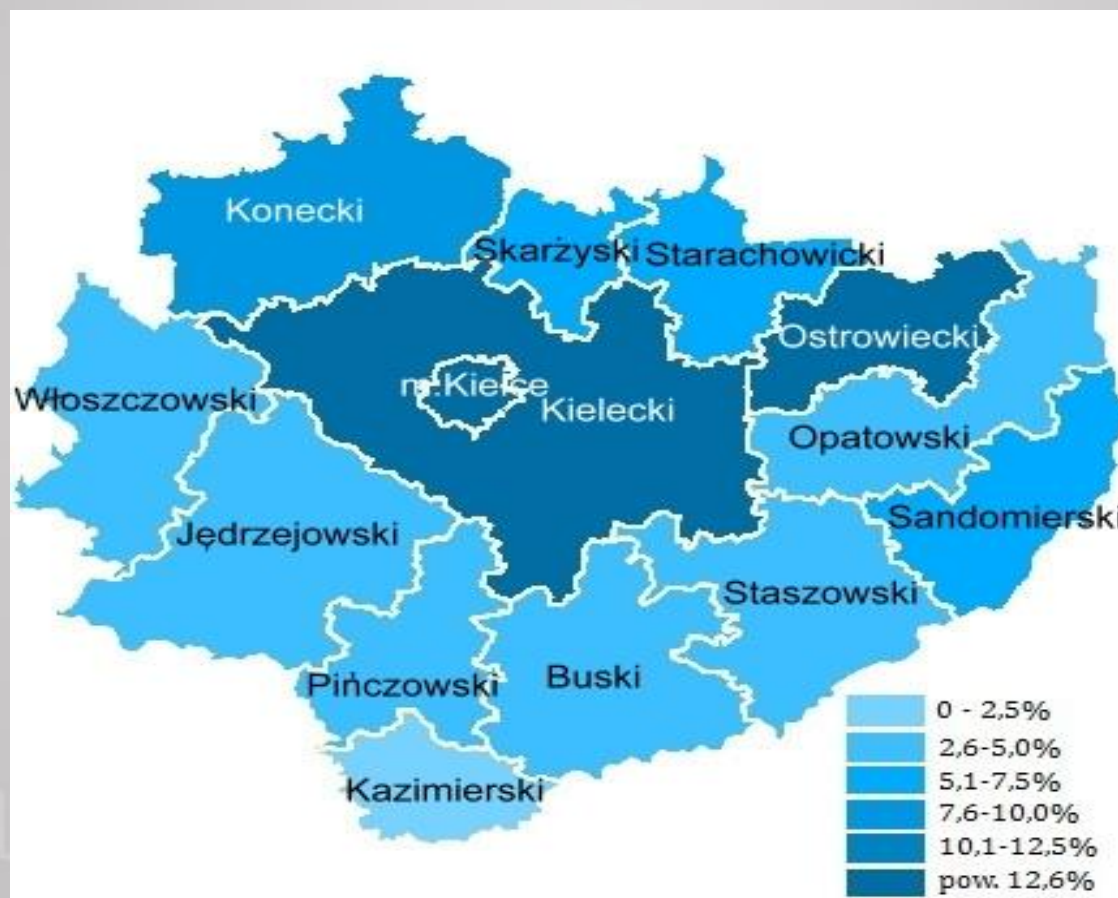 Konecki
Skarżyski
Starachowicki
Ostrowiecki
m.Kielce
Kielecki
Włoszczowski
Opatowski
Sandomierski
Jędrzejowski
Staszowski
Pińczowski
Buski
Kazimierski
0 - 2,5%
2,6-5,0%
5,1-7,5%
7,6-10,0%
10,1-12,5%
pow. 12,6%